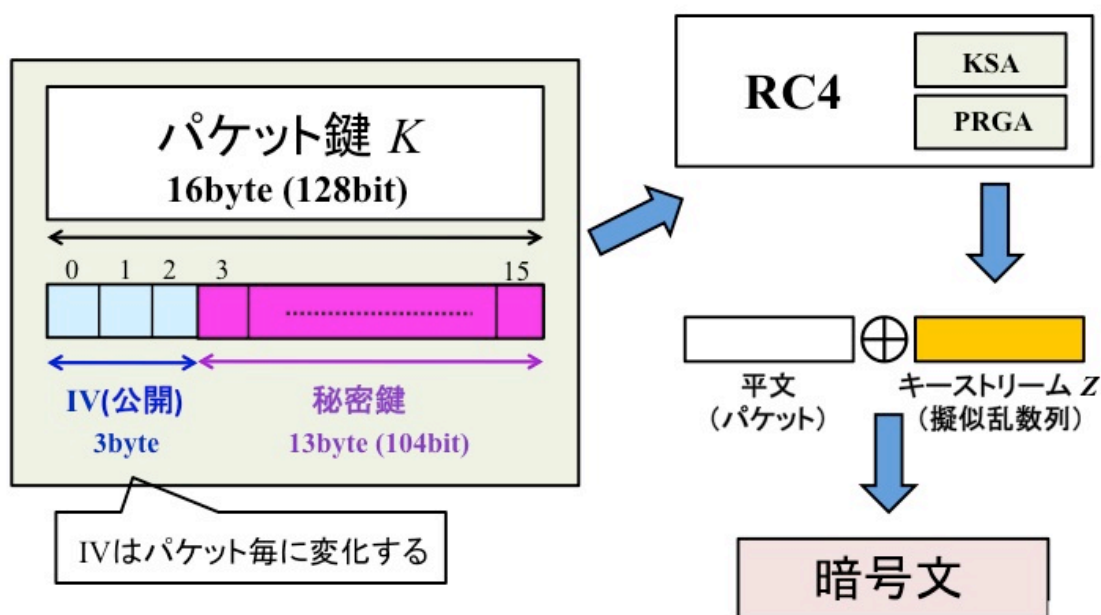 パケット鍵 K
16byte (128bit)
0 1 2 3 15
IV(公開)
3byte
秘密鍵
13byte (104bit)
IVはパケット毎に変化する
RC4
KSA
PRGA
平文
(パケット)
キーストリーム Z
(擬似乱数列)
暗号文